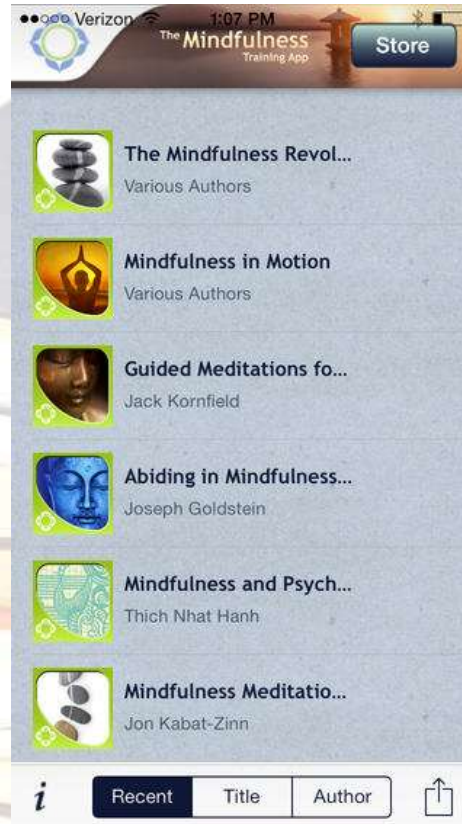 Verizon 1:07 PM
The Mindfulness
Training App
Store
The Mindfulness Revol...
Various Authors
Mindfulness in Motion
Various Authors
Guided Meditations fo...
Jack Kornfield
Abiding in Mindfulness...
Joseph Goldstein
Mindfulness and Psych...
Thich Nhat Hanh
Mindfulness Meditatio...
Jon Kabat-Zinn
i Recent Title Author